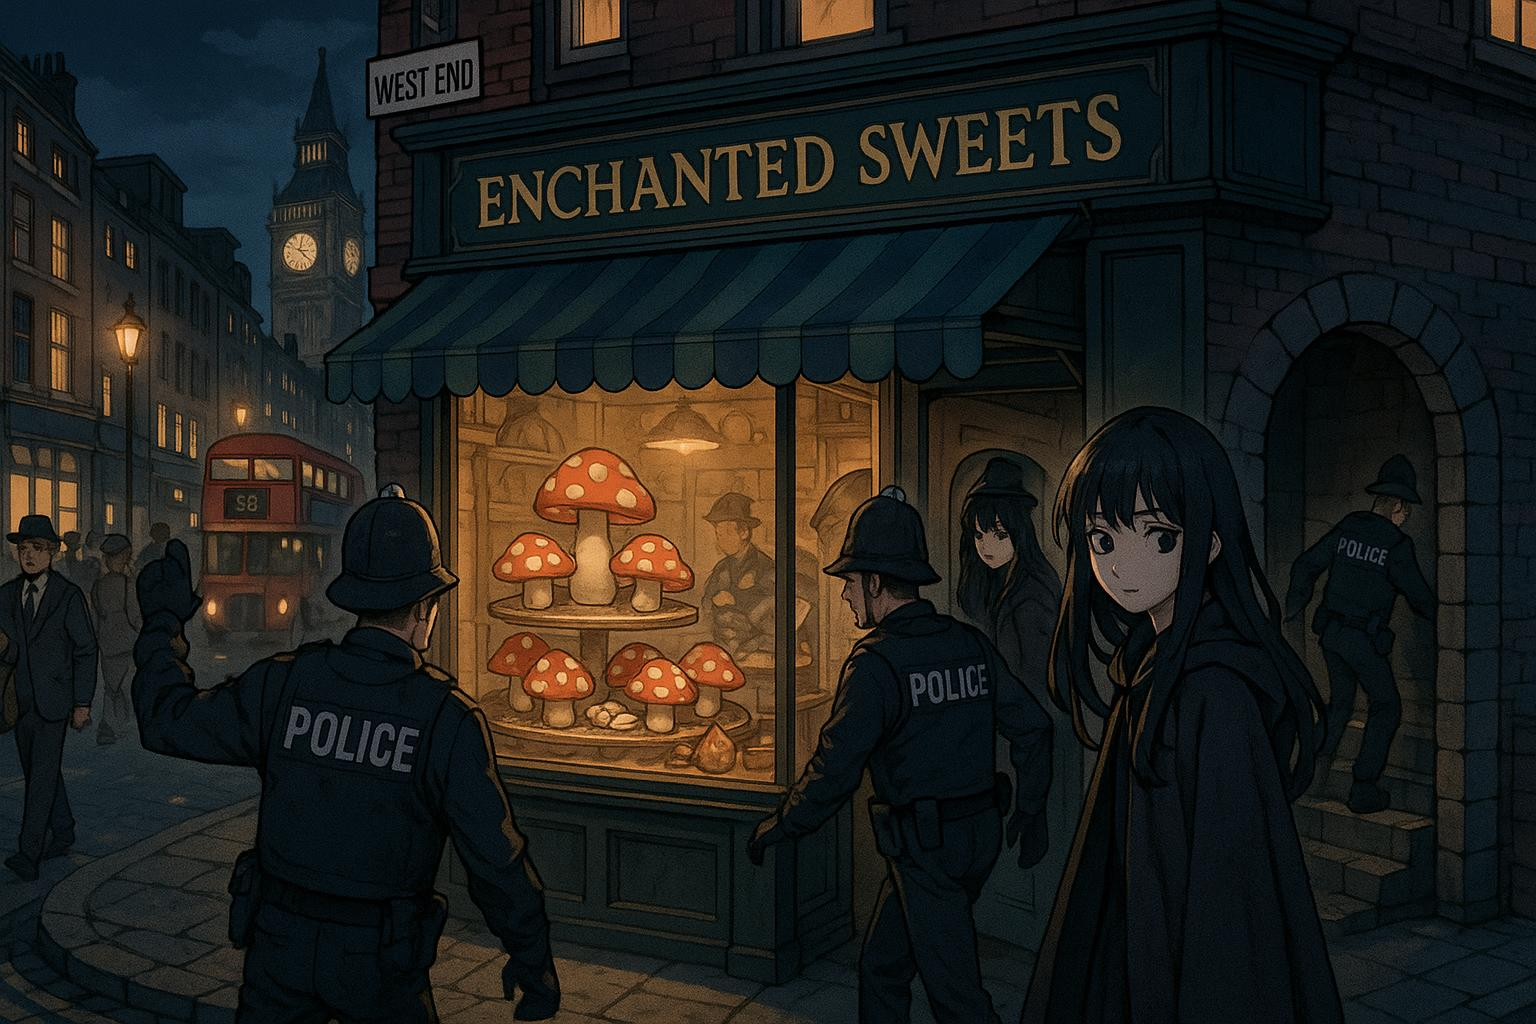 WEST END
ENCHANTED SWEETS
S8
POLICE
POLICE
POLICE